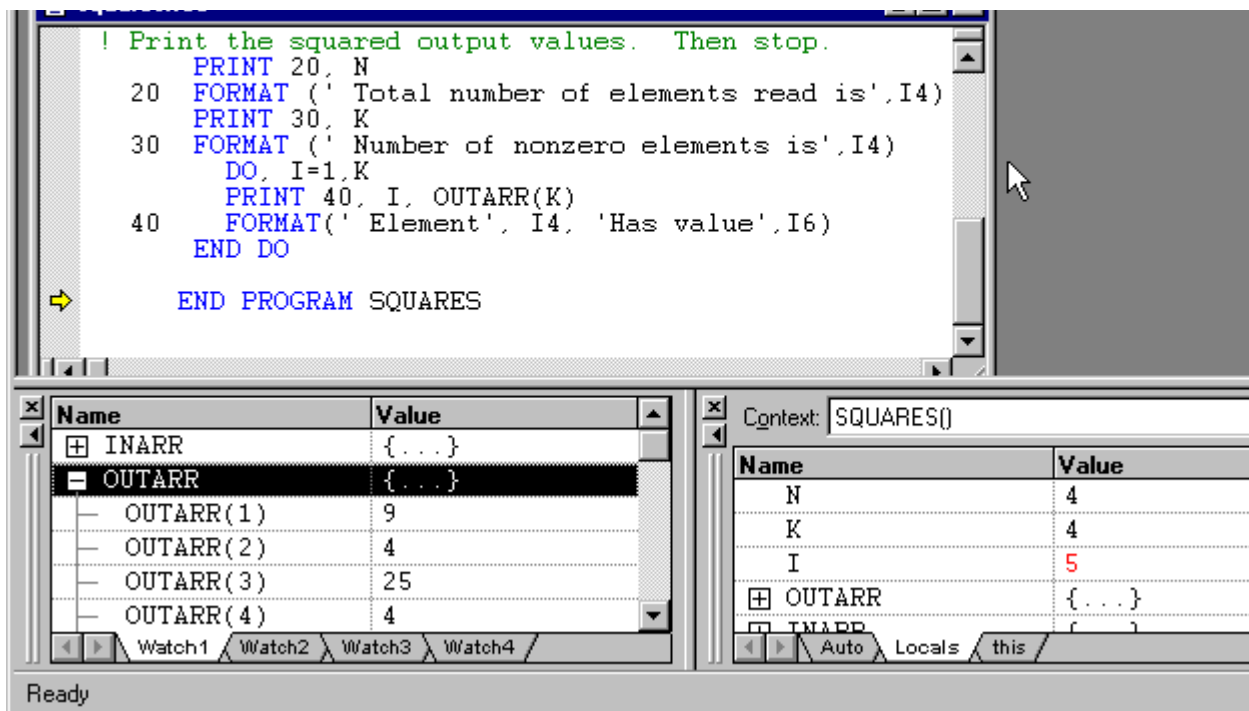 ! Print the squared output values.  Then stop.
PRINT 20, N
20 FORMAT (' Total number of elements read is',I4)
PRINT 30, K
30 FORMAT (' Number of nonzero elements is',I4)
DO, I=1,K
PRINT 40, I, OUTARR(K)
40 FORMAT(' Element', I4, 'Has value',I6)
END DO
END PROGRAM SQUARES
Name Value
INARR {...}
OUTARR {...}
OUTARR(1) 9
OUTARR(2) 4
OUTARR(3) 25
OUTARR(4) 4
Watch1 Watch2 Watch3 Watch4
Context: SQUARES()
Name Value
N 4
K 4
I 5
OUTARR {...}
INARR {...}
Auto Locals this
Ready